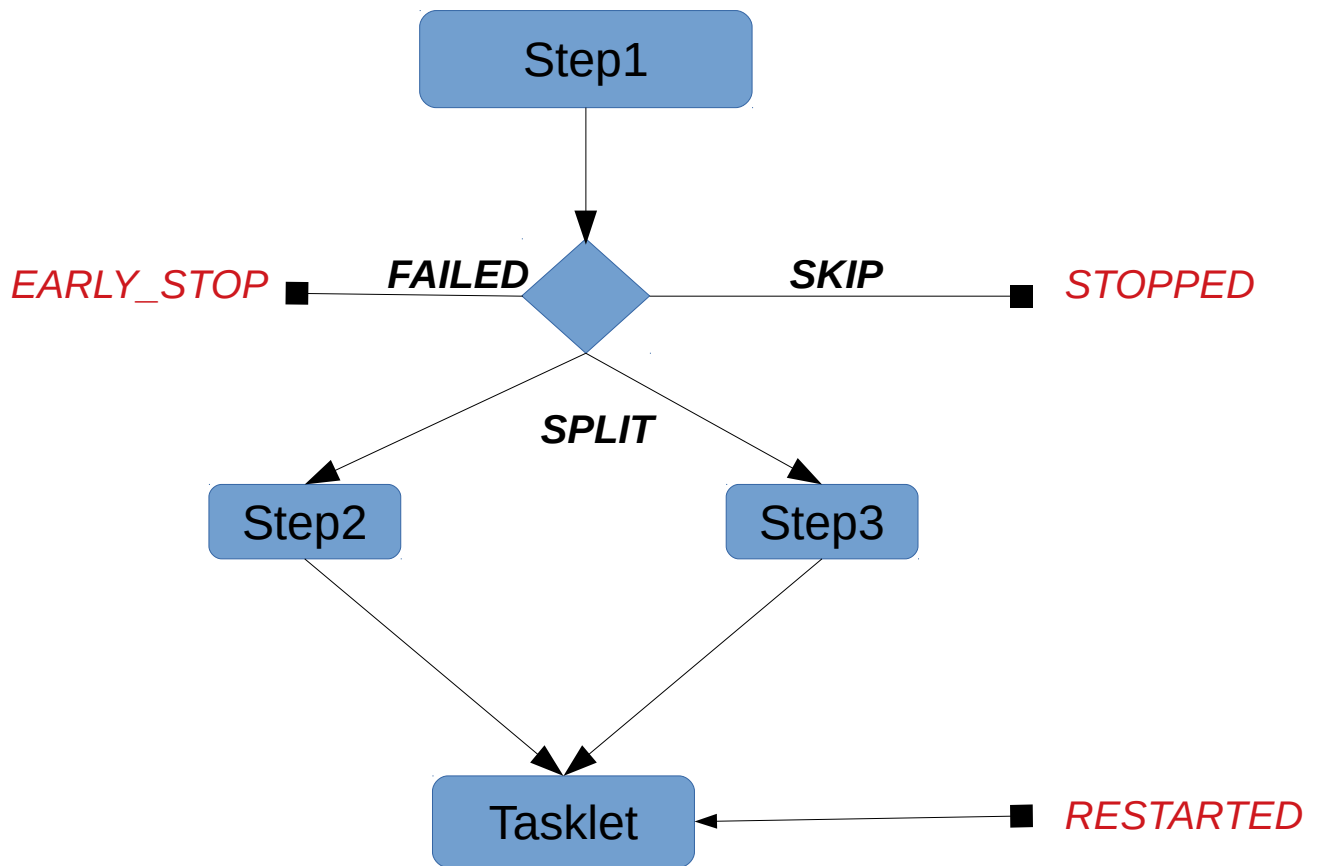 Step1
EARLY_STOP
FAILED
SKIP
STOPPED
SPLIT
Step2
Step3
Tasklet
RESTARTED